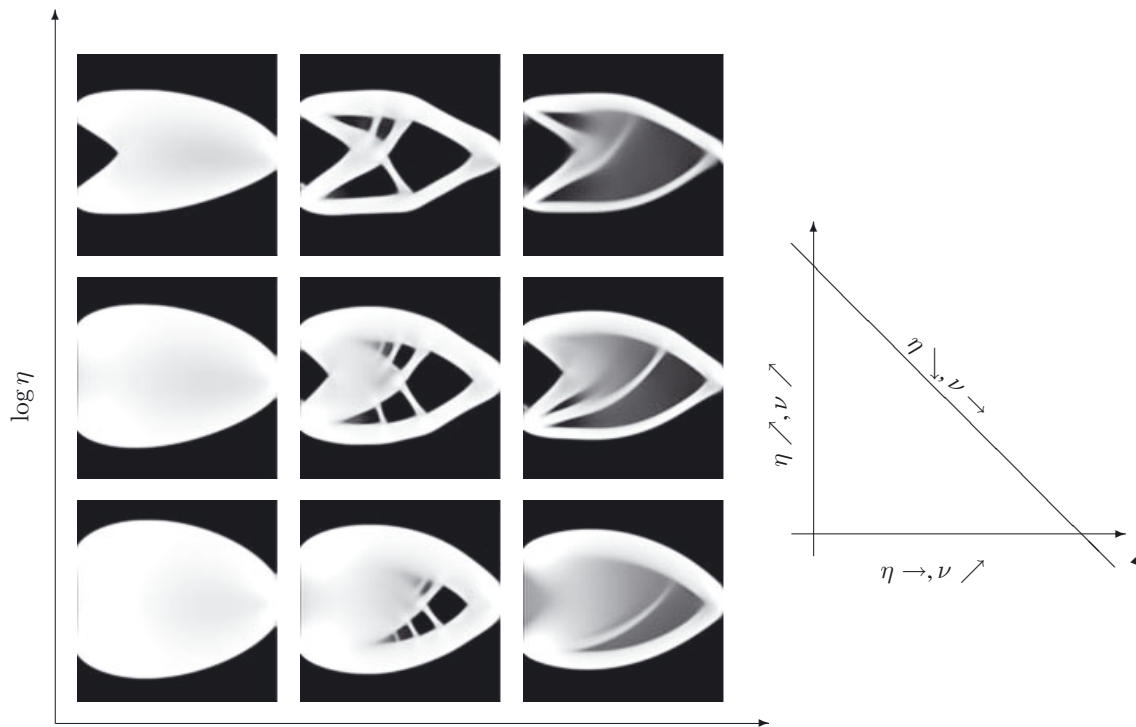 log η
η ↘, ν →
η ↗, ν ↗
η →, ν ↗